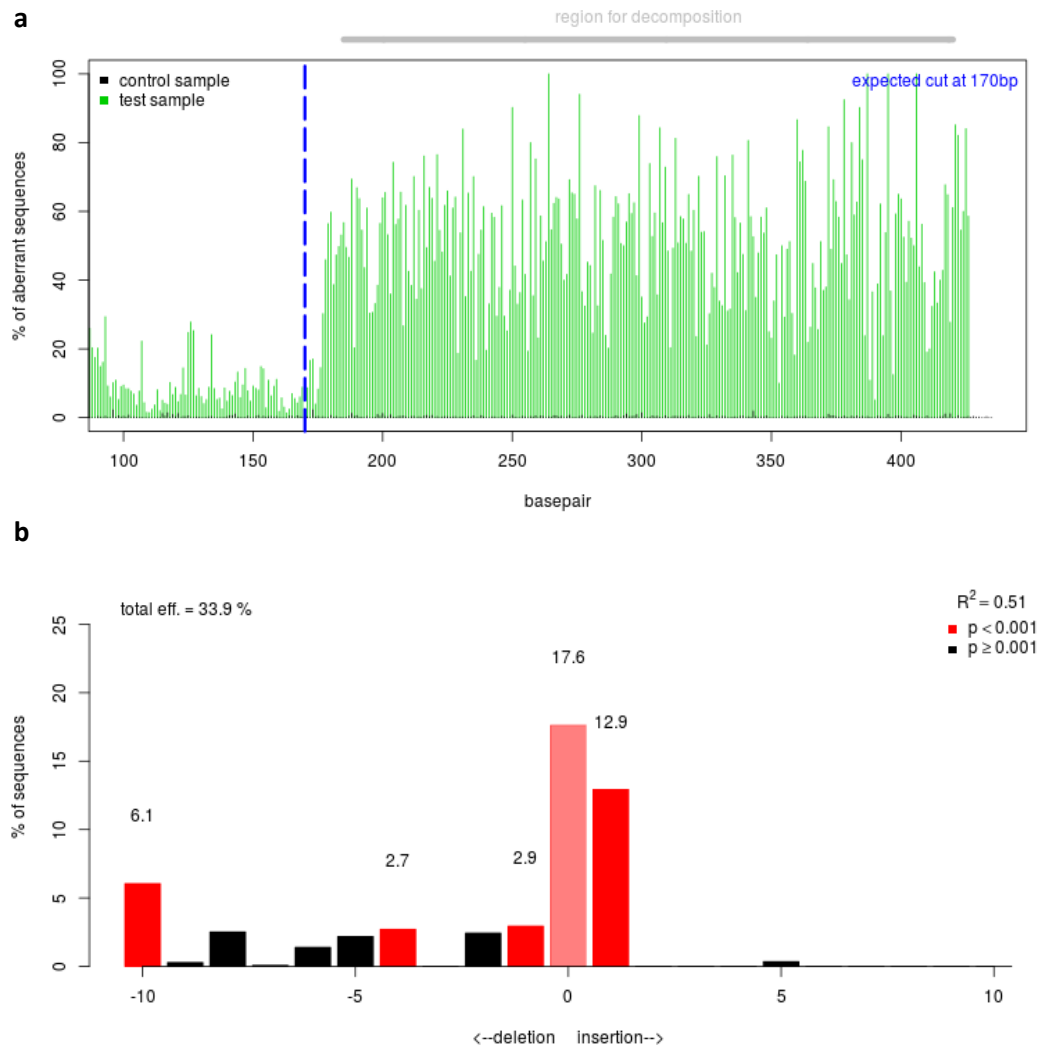 a
region for decomposition
control sample
test sample
expected cut at 170bp
% of aberrant sequences
100
80
60
40
20
0
100 150 200 250 300 350 400
basepair
b
total eff. = 33.9 %
R² = 0.51
p < 0.001
p ≥ 0.001
% of sequences
25
20
15
10
5
0
6.1
2.7
2.9
17.6
12.9
-10 -5 0 5 10
<--deletion insertion-->